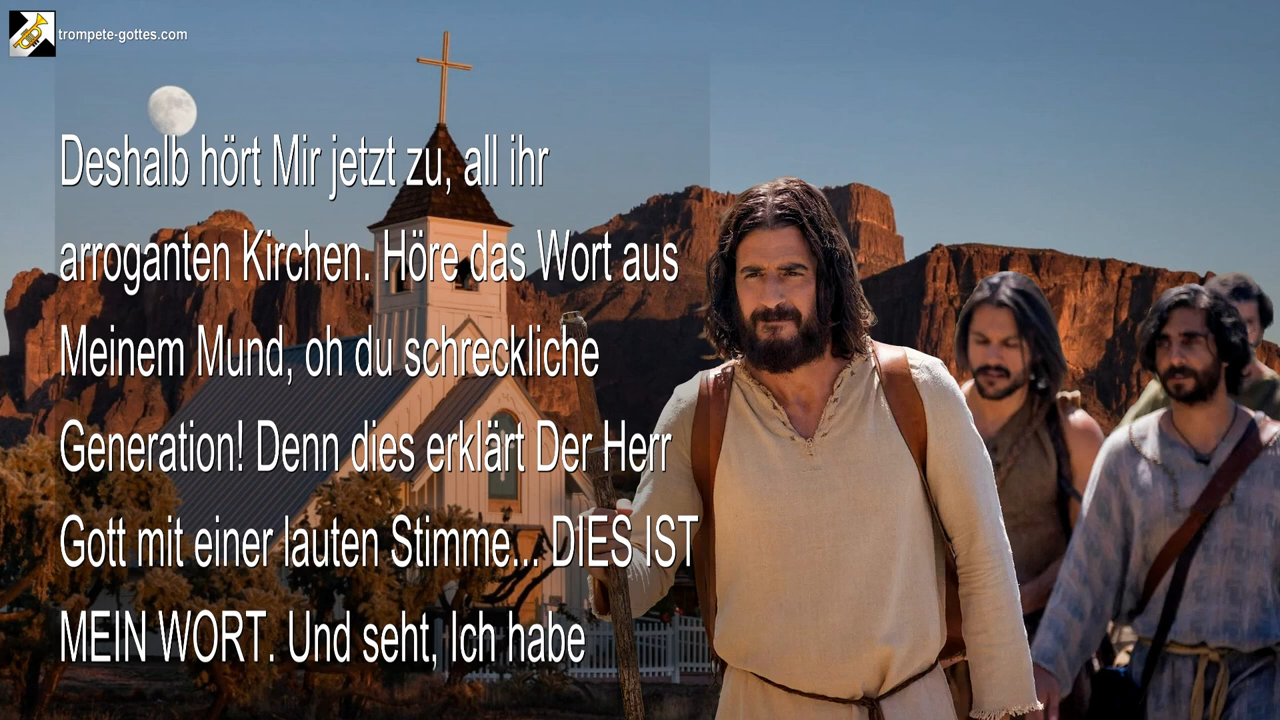 trompete-gottes.com
Deshalb hört Mir jetzt zu, all ihr
arroganten Kirchen. Höre das Wort aus
Meinem Mund, oh du schreckliche
Generation! Denn dies erklärt Der Herr
Gott mit einer lauten Stimme... DIES IST
MEIN WORT. Und seht, Ich habe